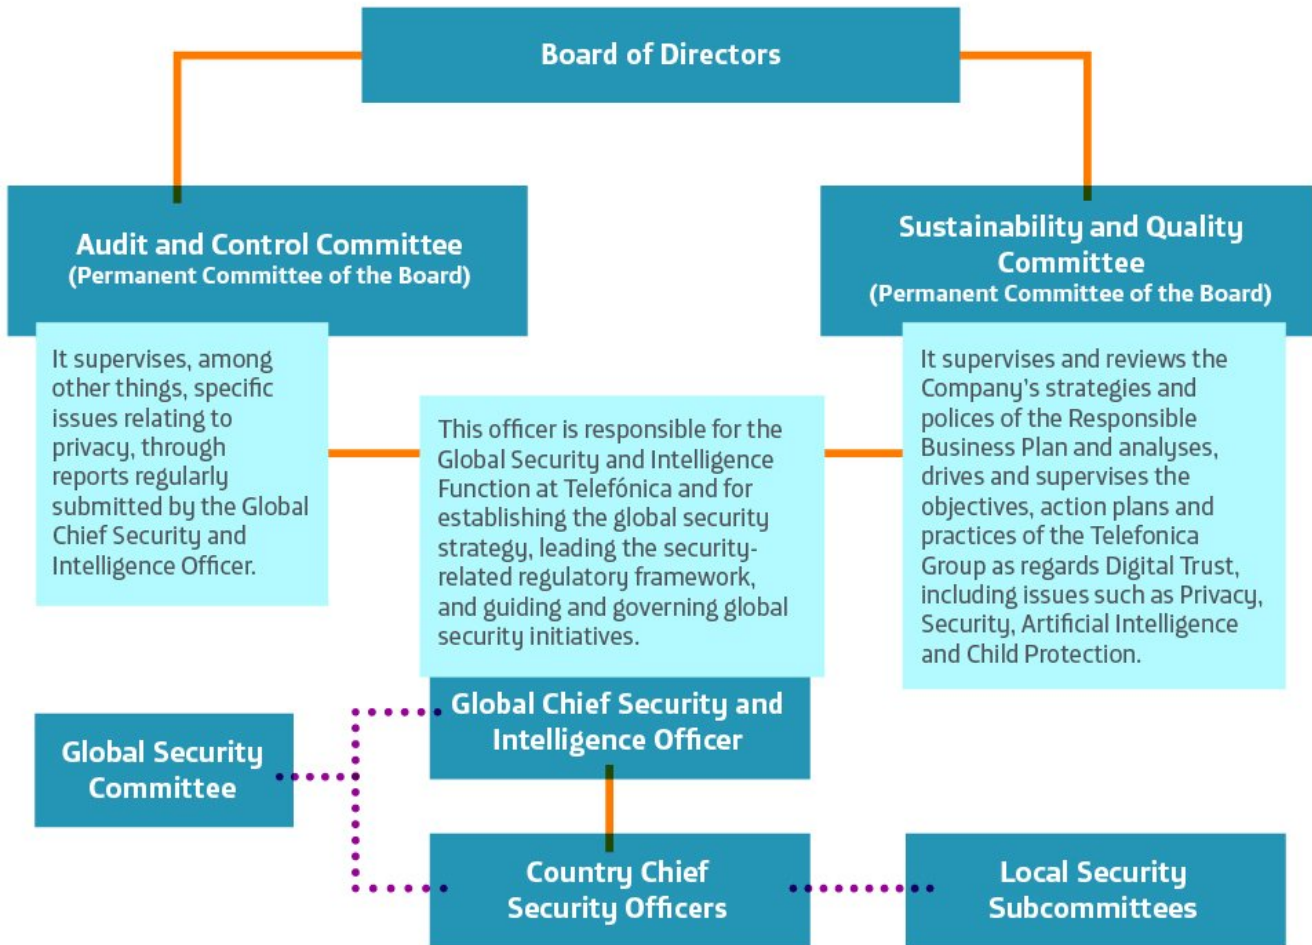 Board of Directors
Audit and Control Committee
(Permanent Committee of the Board)
Sustainability and Quality
Committee
(Permanent Committee of the Board)
It supervises, among
other things, specific
issues relating to
privacy, through
reports regularly
submitted by the Global
Chief Security and
Intelligence Officer.
This officer is responsible for the
Global Security and Intelligence
Function at Telefónica and for
establishing the global security
strategy, leading the security-
related regulatory framework,
and guiding and governing global
security initiatives.
It supervises and reviews the
Company's strategies and
polices of the Responsible
Business Plan and analyses,
drives and supervises the
objectives, action plans and
practices of the Telefonica
Group as regards Digital Trust,
including issues such as Privacy,
Security, Artificial Intelligence
and Child Protection.
Global Chief Security and
Intelligence Officer
Global Security
Committee
Country Chief
Security Officers
Local Security
Subcommittees